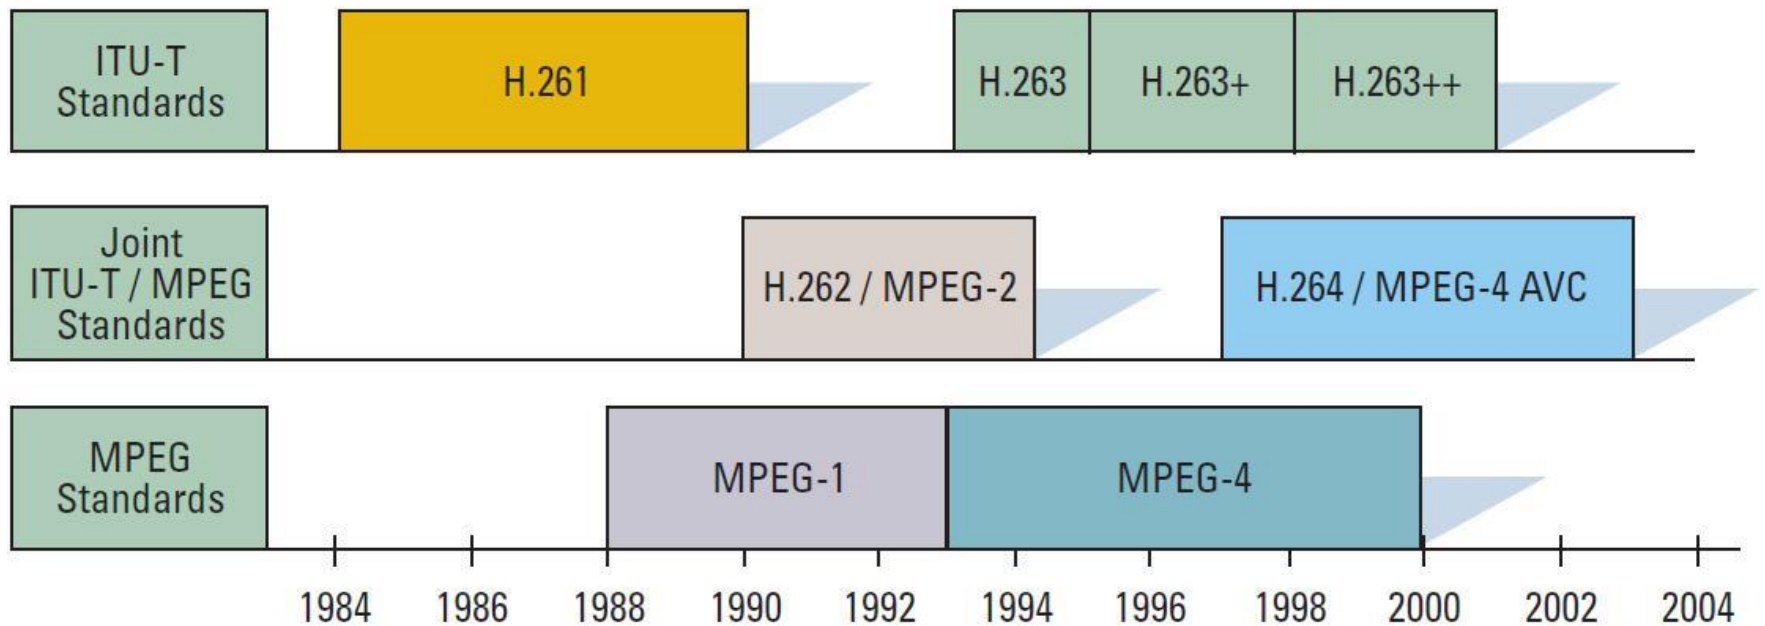 ITU-T
Standards
H.261
H.263
H.263+
H.263++
Joint
ITU-T / MPEG
Standards
H.262 / MPEG-2
H.264 / MPEG-4 AVC
MPEG
Standards
MPEG-1
MPEG-4
1984 1986 1988 1990 1992 1994 1996 1998 2000 2002 2004